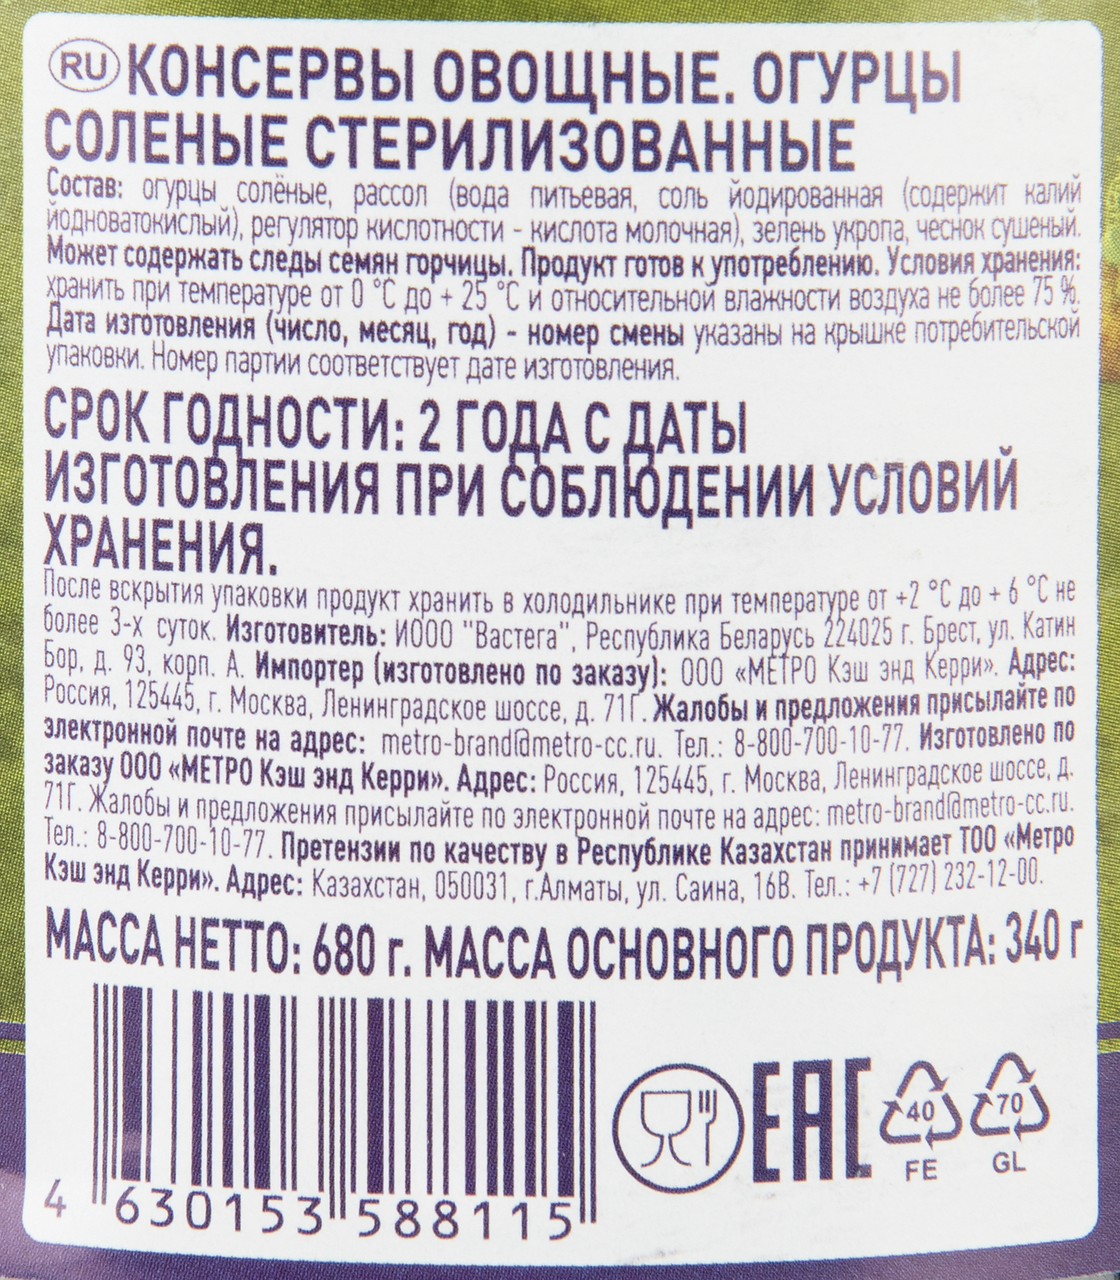 RU КОНСЕРВЫ ОВОЩНЫЕ. ОГУРЦЫ
СОЛЕНЫЕ СТЕРИЛИЗОВАННЫЕ
Состав: огурцы солёные, рассол (вода питьевая, соль йодированная (содержит калий
йодноватокислый), регулятор кислотности - кислота молочная), зелень укропа, чеснок сушеный.
Может содержать следы семян горчицы. Продукт готов к употреблению. Условия хранения:
хранить при температуре от 0 °C до + 25 °C и относительной влажности воздуха не более 75 %.
Дата изготовления (число, месяц, год) - номер смены указаны на крышке потребительской
упаковки. Номер партии соответствует дате изготовления.
СРОК ГОДНОСТИ: 2 ГОДА С ДАТЫ
ИЗГОТОВЛЕНИЯ ПРИ СОБЛЮДЕНИИ УСЛОВИЙ
ХРАНЕНИЯ.
После вскрытия упаковки продукт хранить в холодильнике при температуре от +2 °C до + 6 °C не
более 3-х суток. Изготовитель: ИООО "Вастега", Республика Беларусь 224025 г. Брест, ул. Катин
Бор, д. 93, корп. А. Импортер (изготовлено по заказу): ООО «МЕТРО Кэш энд Керри». Адрес:
Россия, 125445, г. Москва, Ленинградское шоссе, д. 71Г. Жалобы и предложения присылайте по
электронной почте на адрес: metro-brand@metro-cc.ru. Тел.: 8-800-700-10-77. Изготовлено по
заказу ООО «МЕТРО Кэш энд Керри». Адрес: Россия, 125445, г. Москва, Ленинградское шоссе, д.
71Г. Жалобы и предложения присылайте по электронной почте на адрес: metro-brand@metro-cc.ru.
Тел.: 8-800-700-10-77. Претензии по качеству в Республике Казахстан принимает ТОО «Метро
Кэш энд Керри». Адрес: Казахстан, 050031, г.Алматы, ул. Саина, 16В. Тел.: +7 (727) 232-12-00.
МАССА НЕТТО: 680 г. МАССА ОСНОВНОГО ПРОДУКТА: 340 г
4 630153 588115
EAC
40
FE
70
GL